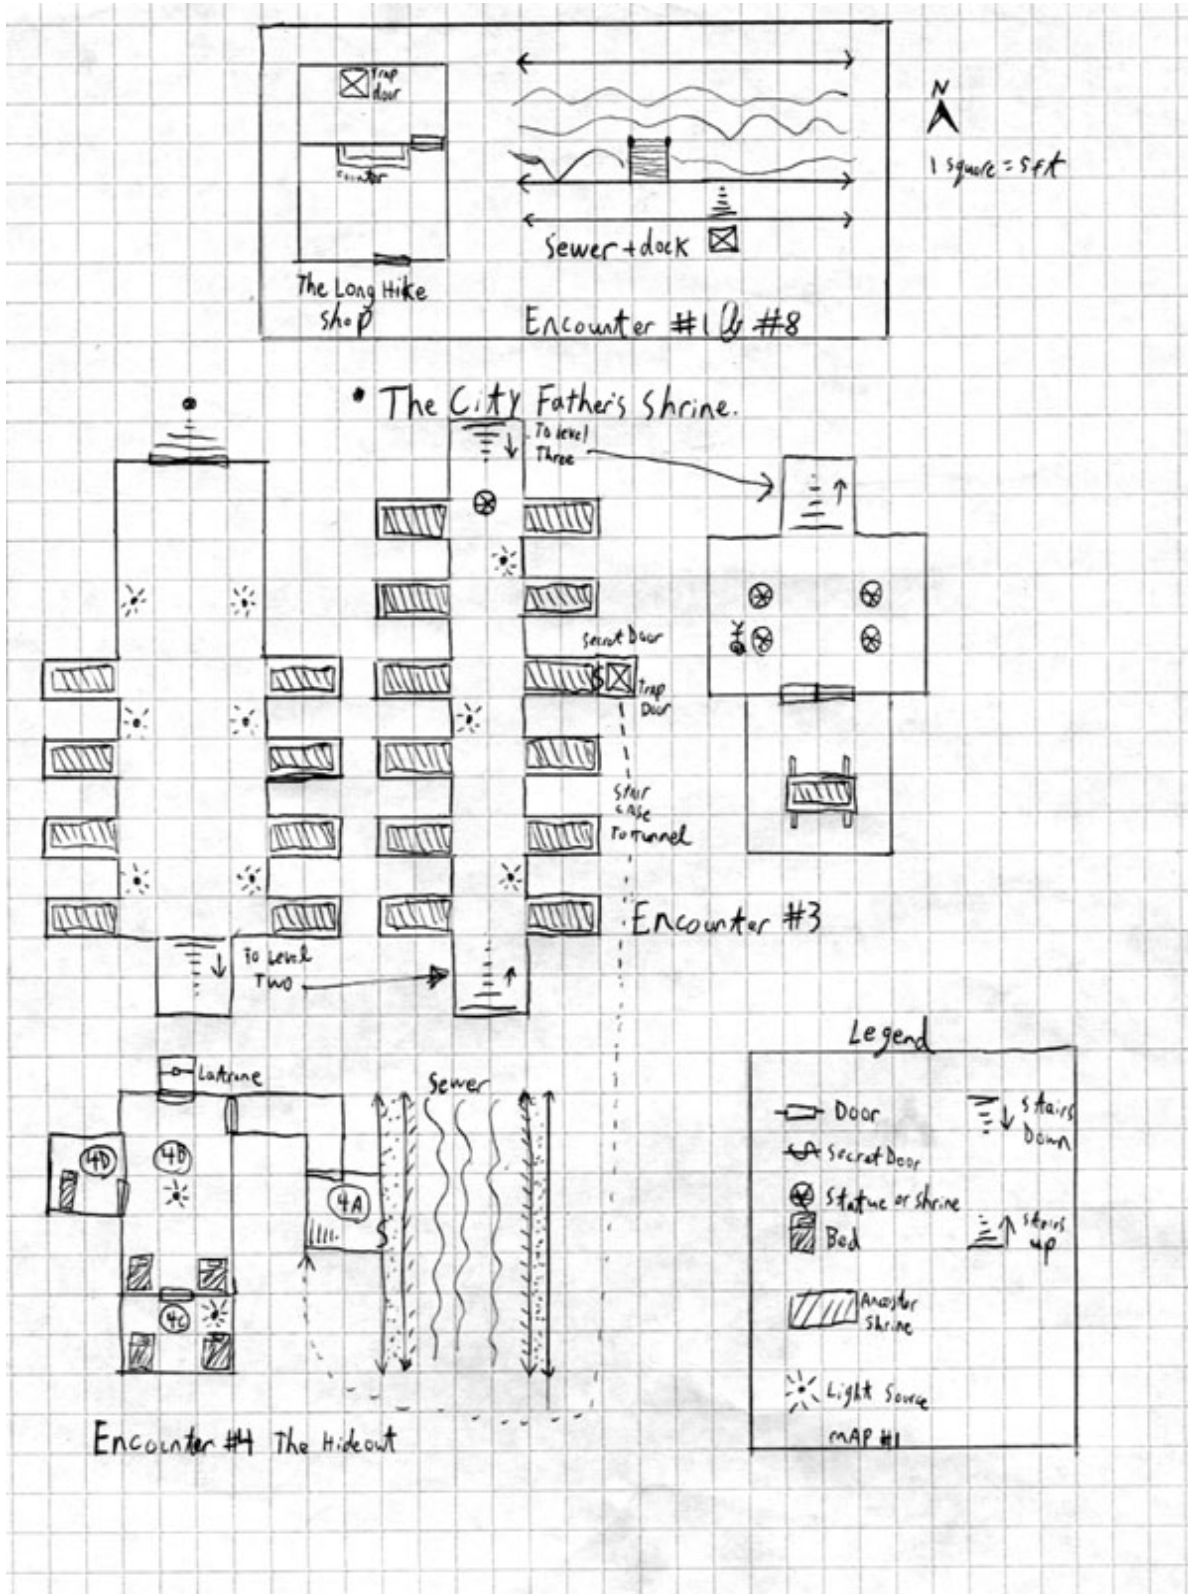 Trap
door
counter
The Long Hike
Shop
Sewer + dock
Encounter #1 & #8
N
1 square = 5ft
• The City Father's Shrine.
To level
Three
Secret Door
S
Trap
Door
Stair
case
To Tunnel
Encounter #3
To Level
Two
Latrine
Sewer
4D
4B
4A
S
4C
Encounter #4 The Hideout
Legend
Door
Secret Door
Statue or Shrine
Bed
Ancestor
Shrine
Light Source
Stairs
Down
Stairs
up
MAP #1